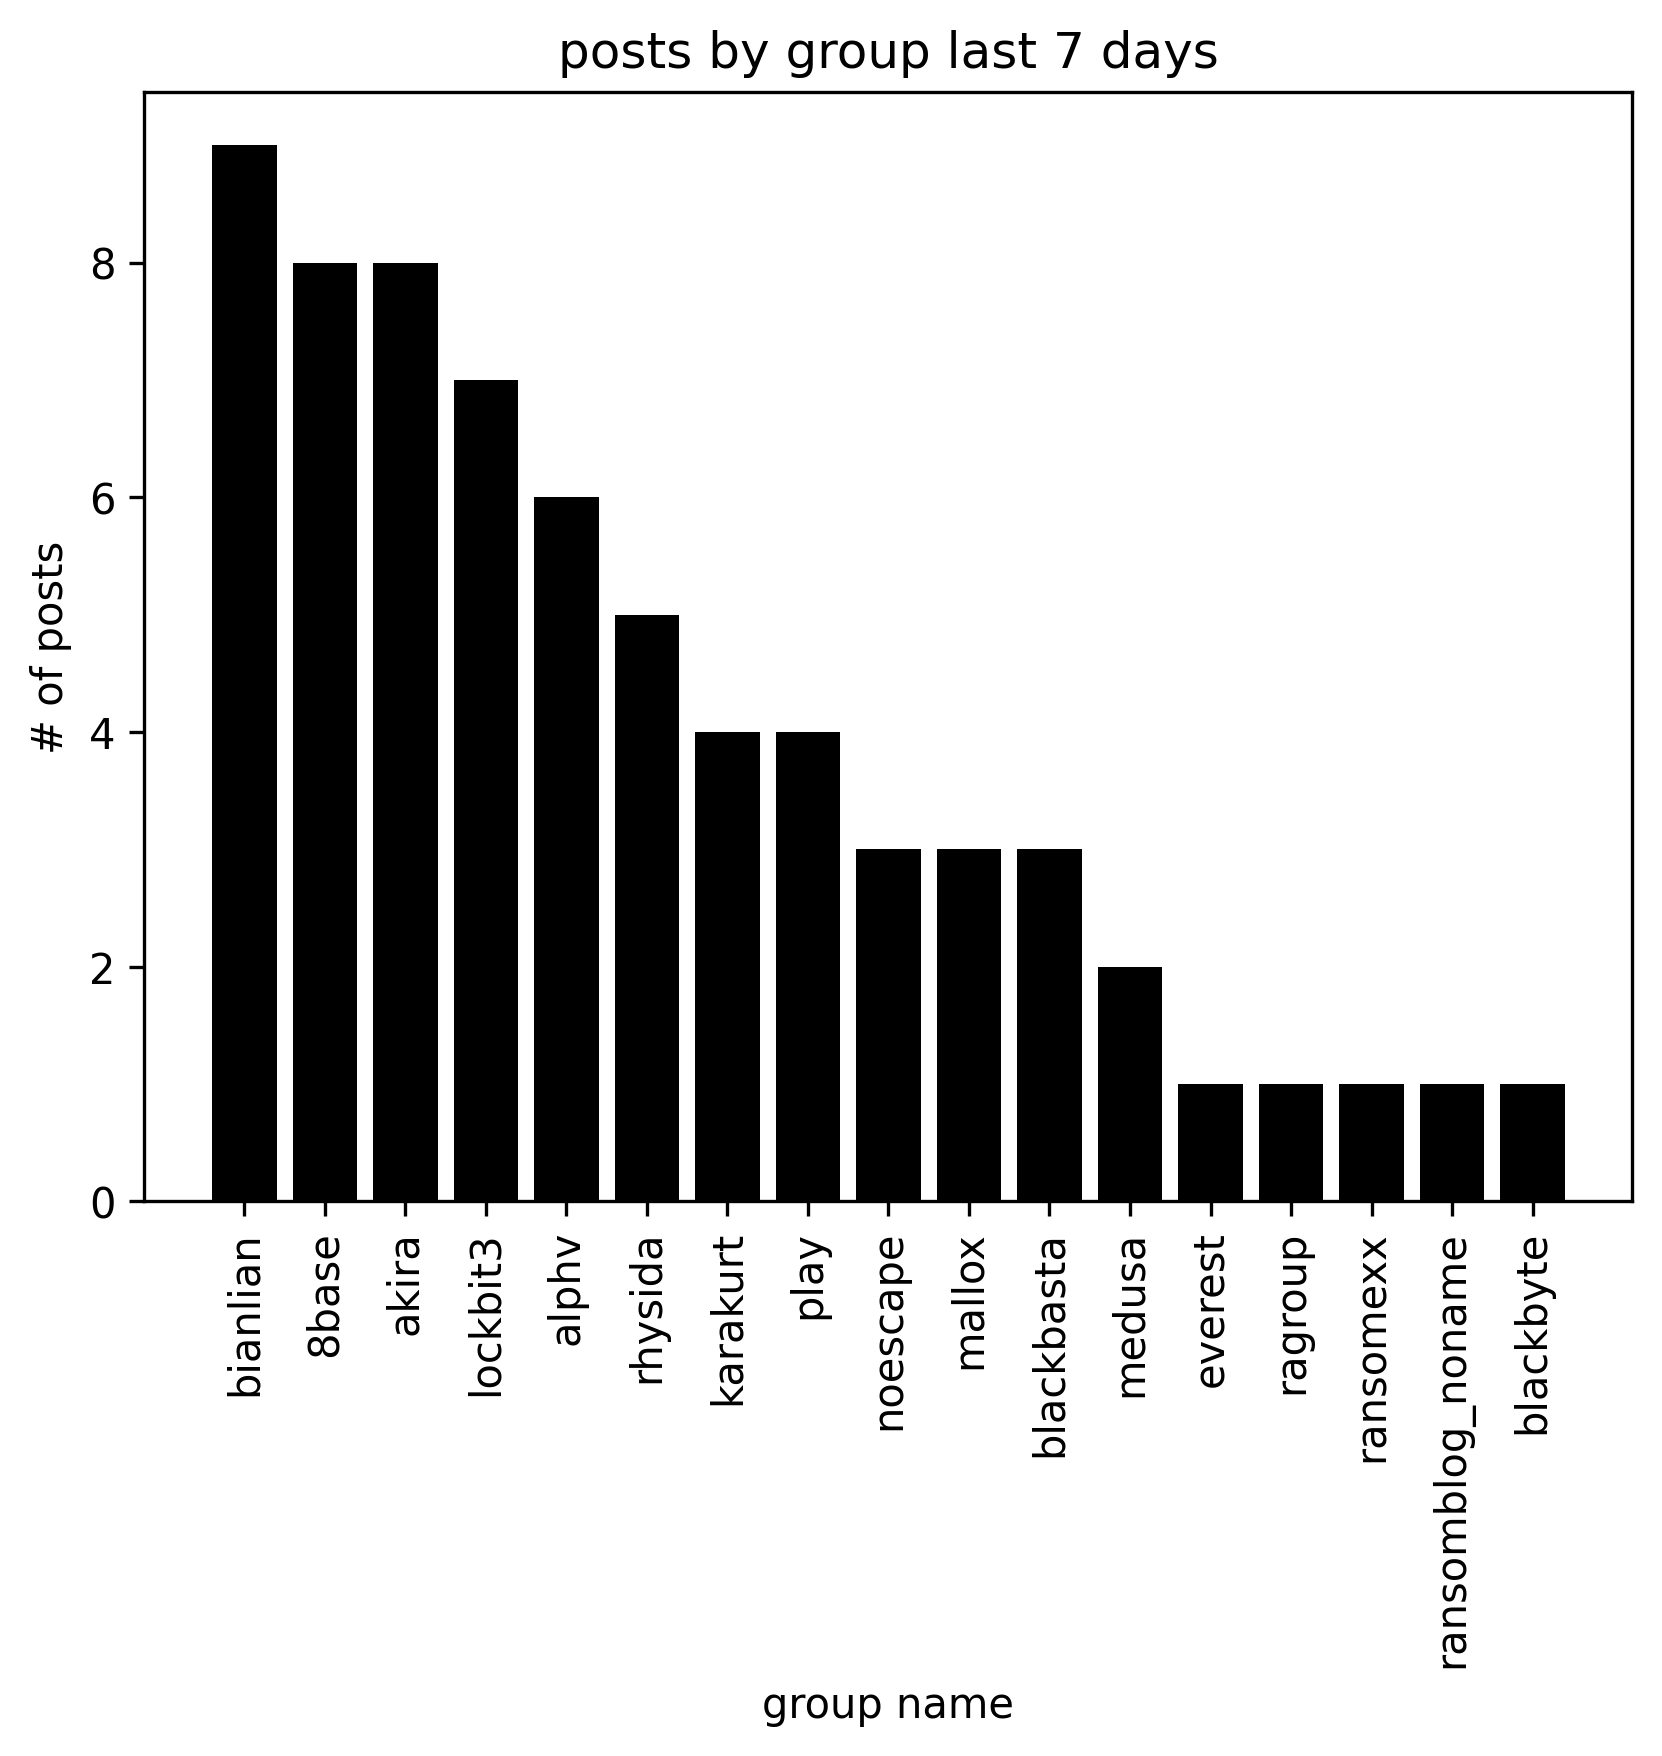 posts by group last 7 days
# of posts
8
6
4
2
0
bianlian
8base
akira
lockbit3
alphv
rhysida
karakurt
play
noescape
mallox
blackbasta
medusa
everest
ragroup
ransomexx
ransomblog_noname
blackbyte
group name